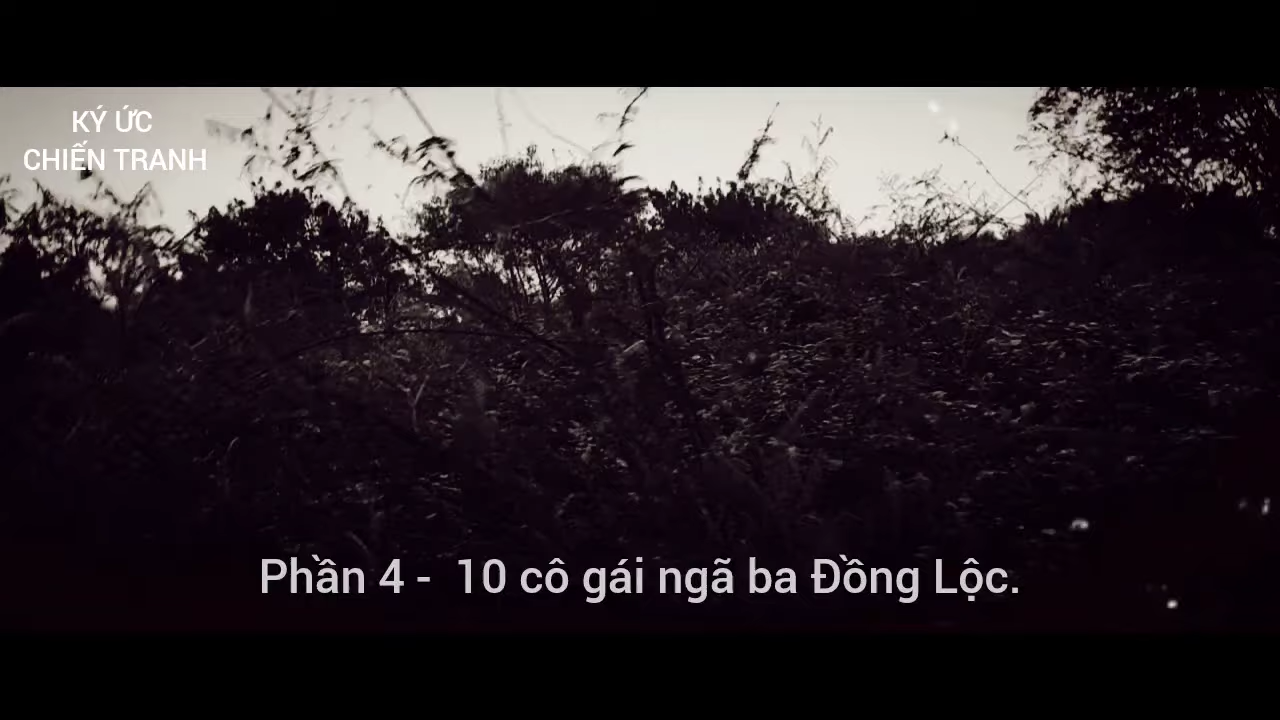 KÝ ỨC
CHIẾN TRANH
Phần 4 -  10 cô gái ngã ba Đồng Lộc.